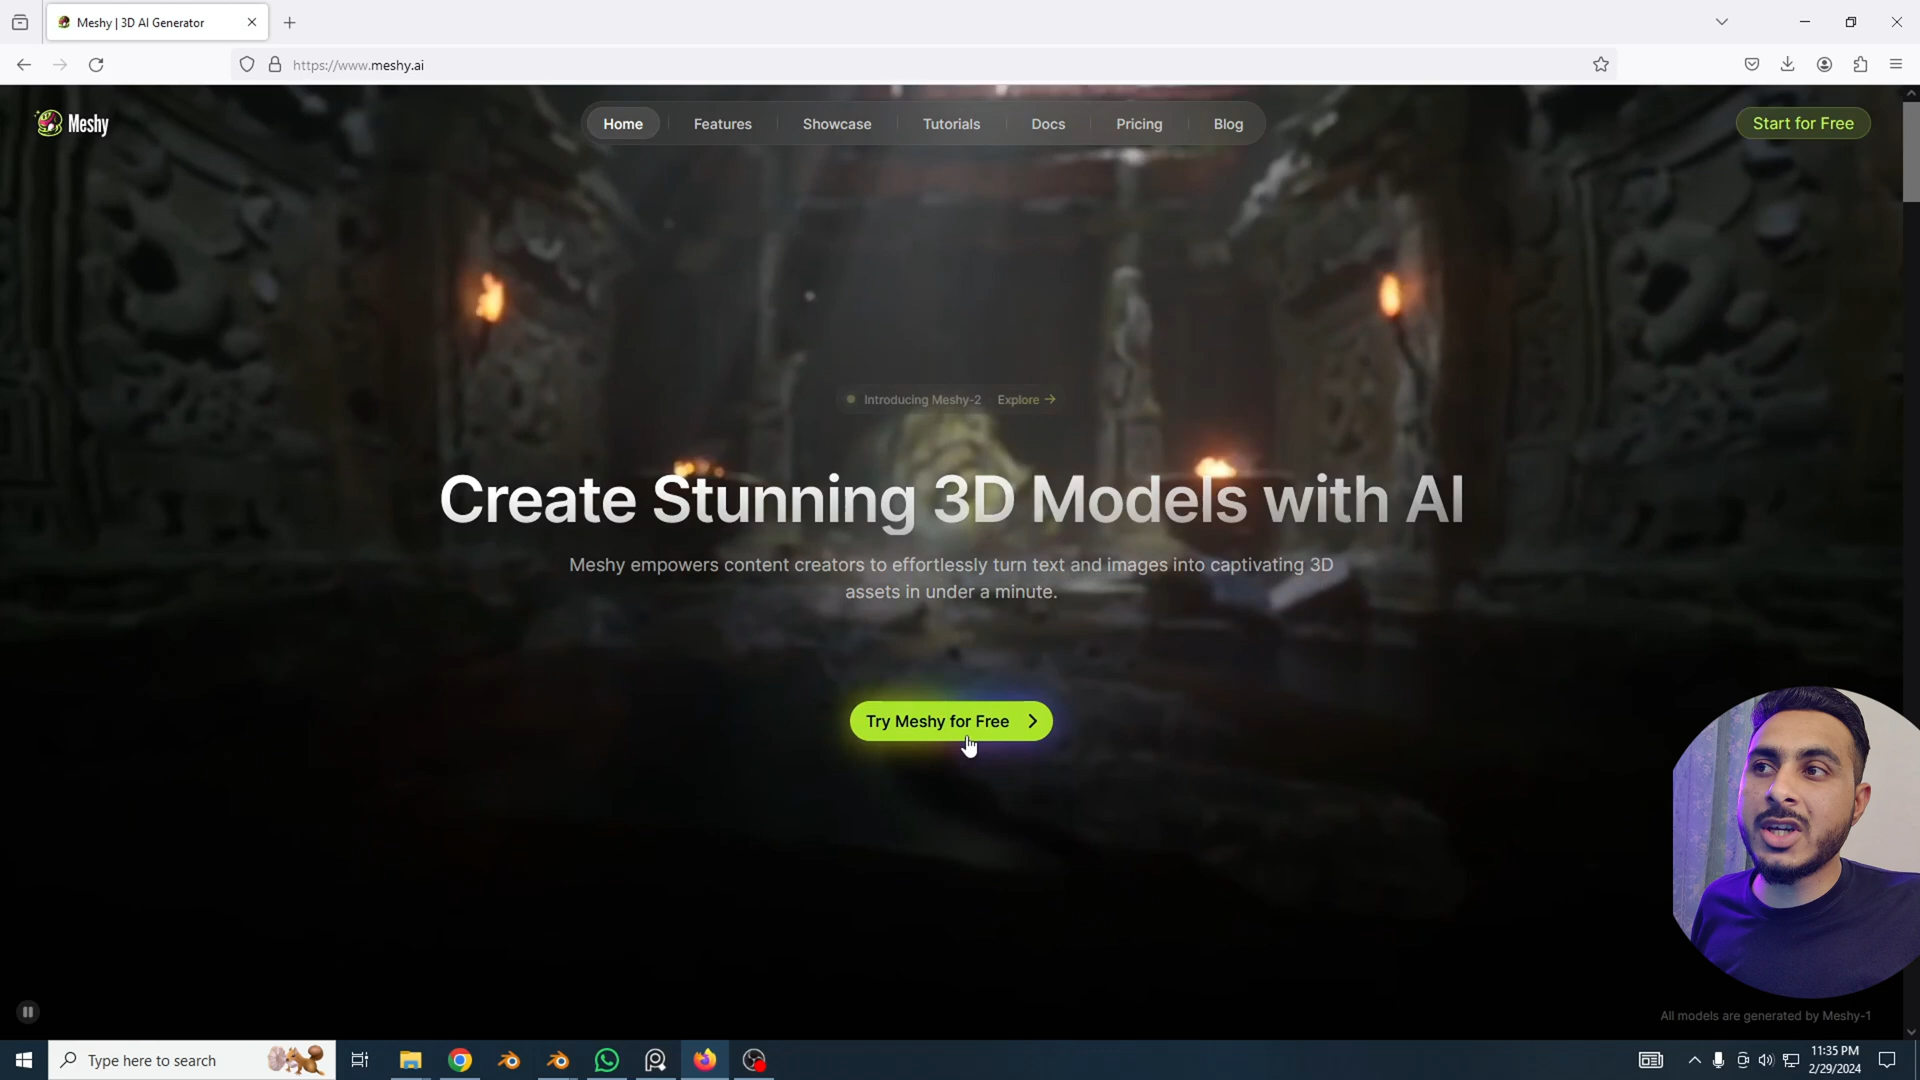 Meshy | 3D AI Generator
https://www.meshy.ai
Meshy
Home
Features
Showcase
Tutorials
Docs
Pricing
Blog
Start for Free
Introducing Meshy-2 Explore →
Create Stunning 3D Models with AI
Meshy empowers content creators to effortlessly turn text and images into captivating 3D
assets in under a minute.
Try Meshy for Free
All models are generated by Meshy-1
Type here to search
11:35 PM
2/29/2024